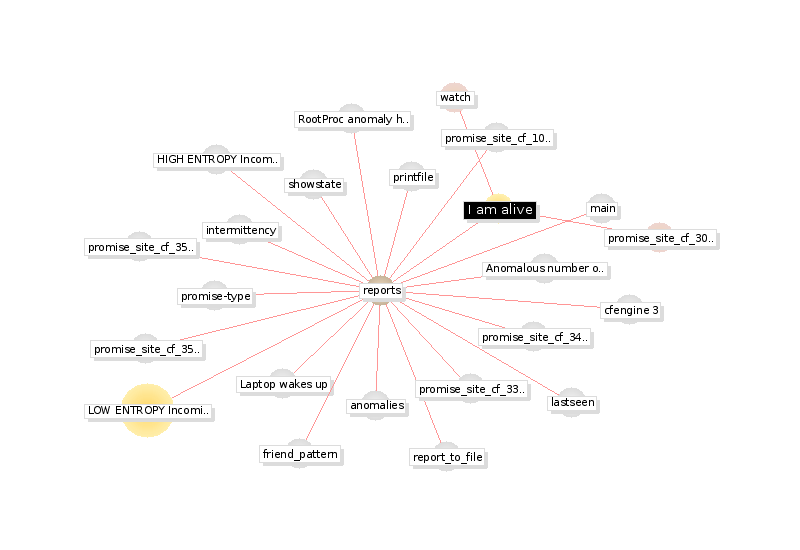 watch
RootProc anomaly h..
promise_site_cf_10..
HIGH ENTROPY Incom..
printfile
showstate
I am alive
main
intermittency
promise_site_cf_30..
promise_site_cf_35..
Anomalous number o..
reports
promise-type
cfengine 3
promise_site_cf_34..
promise_site_cf_35..
Laptop wakes up
promise_site_cf_33..
lastseen
anomalies
LOW ENTROPY Incomi..
friend_pattern
report_to_file